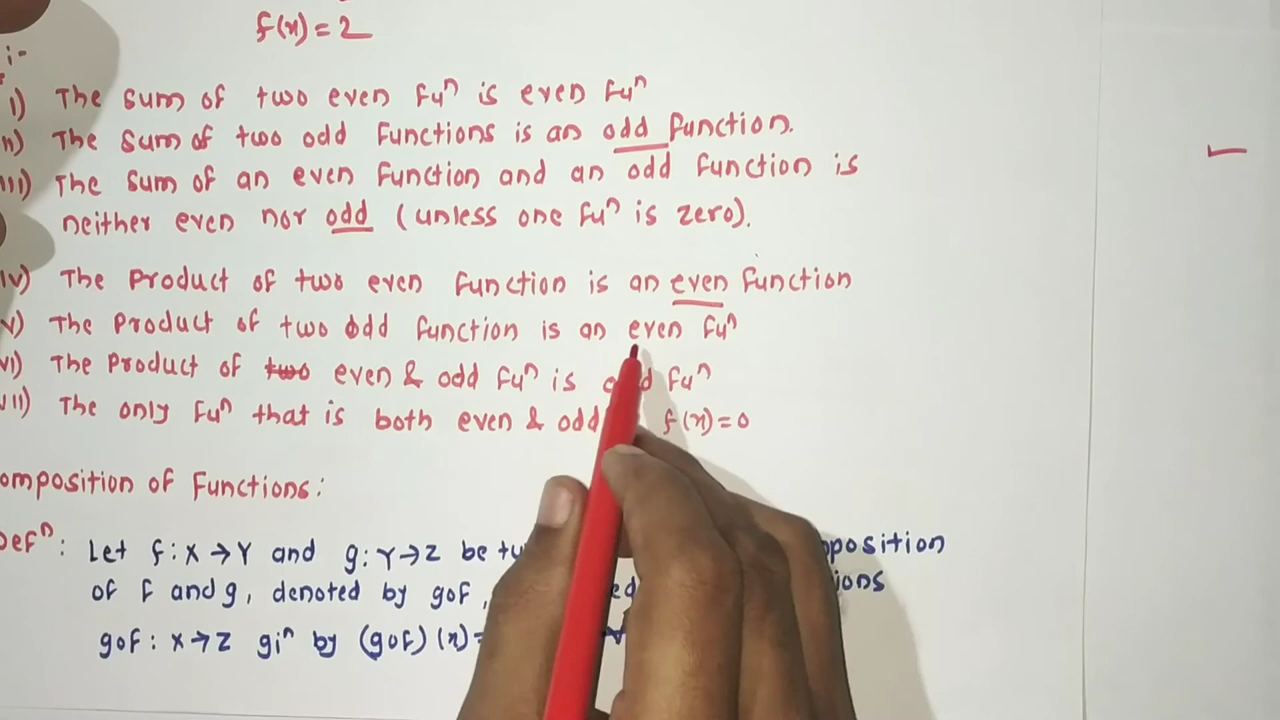 f(x)=2
:-
i) The sum of two even Fuⁿ is even Fuⁿ
ii) The sum of two odd Functions is an odd function.
iii) The sum of an even Function and an odd function is
neither even nor odd (unless one Fuⁿ is zero).
iv) The product of two even function is an even function
v) The product of two odd function is an even Fuⁿ
vi) The product of two even & odd Fuⁿ is odd Fuⁿ
vii) The only Fuⁿ that is both even & odd f(x)=0
omposition of Functions:
Defⁿ: Let f:X→Y and g:Y→Z be position
of f and g, denoted by gof, ions
gof: X→Z giⁿ by (gof)(x)=